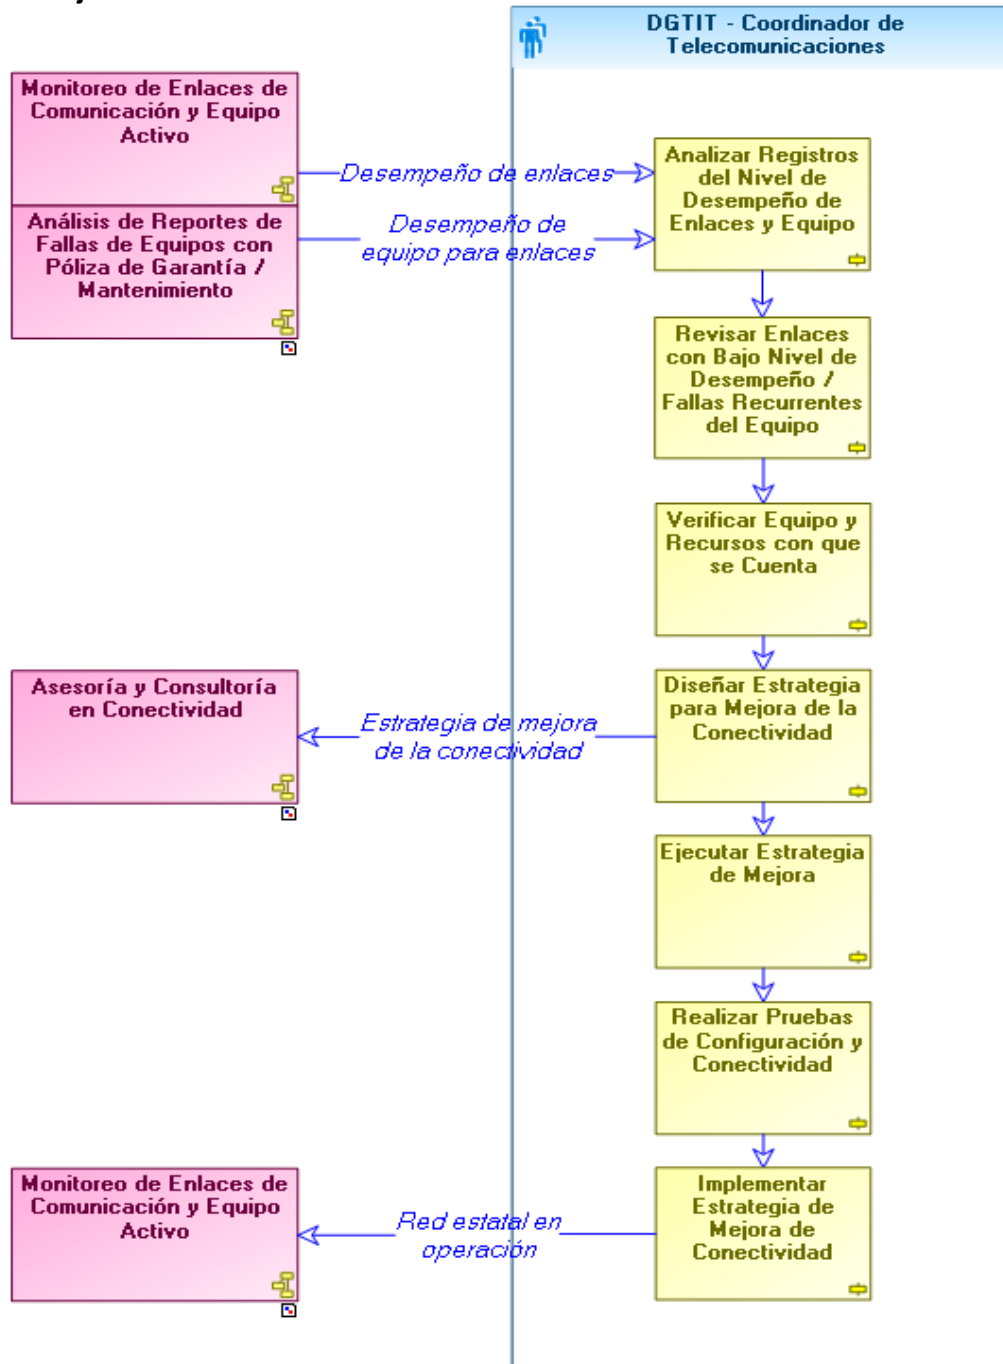 DGTIT - Coordinador de
Telecomunicaciones
Monitoreo de Enlaces de
Comunicación y Equipo
Activo
Desempeño de enlaces
Analizar Registros
del Nivel de
Desempeño de
Enlaces y Equipo
Análisis de Reportes de
Fallas de Equipos con
Póliza de Garantía /
Mantenimiento
Desempeño de
equipo para enlaces
Revisar Enlaces
con Bajo Nivel de
Desempeño /
Fallas Recurrentes
del Equipo
Verificar Equipo y
Recursos con que
se Cuenta
Diseñar Estrategia
para Mejora de la
Conectividad
Estrategia de mejora
de la conectividad
Asesoría y Consultoría
en Conectividad
Ejecutar Estrategia
de Mejora
Realizar Pruebas
de Configuración y
Conectividad
Implementar
Estrategia de
Mejora de
Conectividad
Red estatal en
operación
Monitoreo de Enlaces de
Comunicación y Equipo
Activo